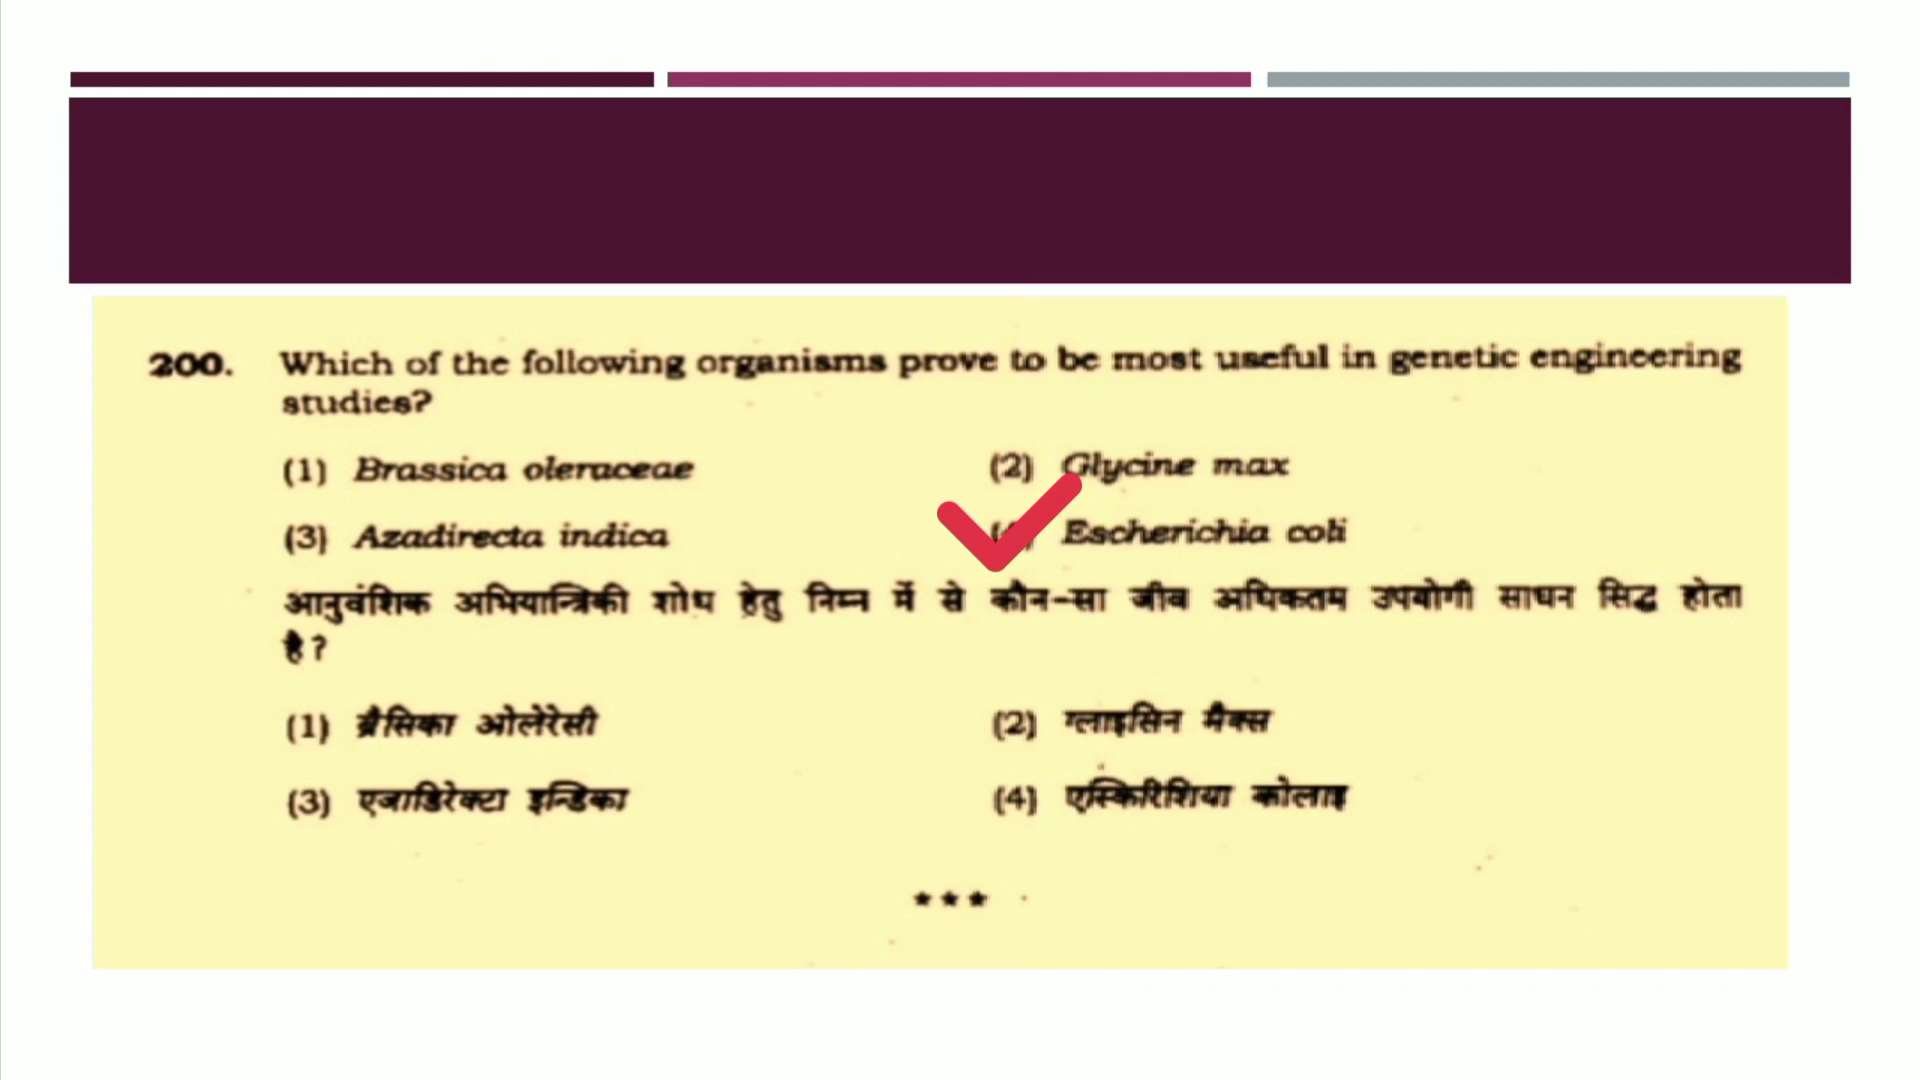 200. Which of the following organisms prove to be most useful in genetic engineering
studies?
(1) Brassica oleraceae (2) Glycine max
(3) Azadirecta indica Escherichia coli
आनुवंशिक अभियान्त्रिकी शोध हेतु निम्न में से कौन-सा जीव अधिकतम उपयोगी साधन सिद्ध होता
है?
(1) ब्रैसिका ओलेरेसी (2) ग्लाइसिन मैक्स
(3) एजाडिरेक्टा इन्डिका (4) एस्किरिशिया कोलाइ
***